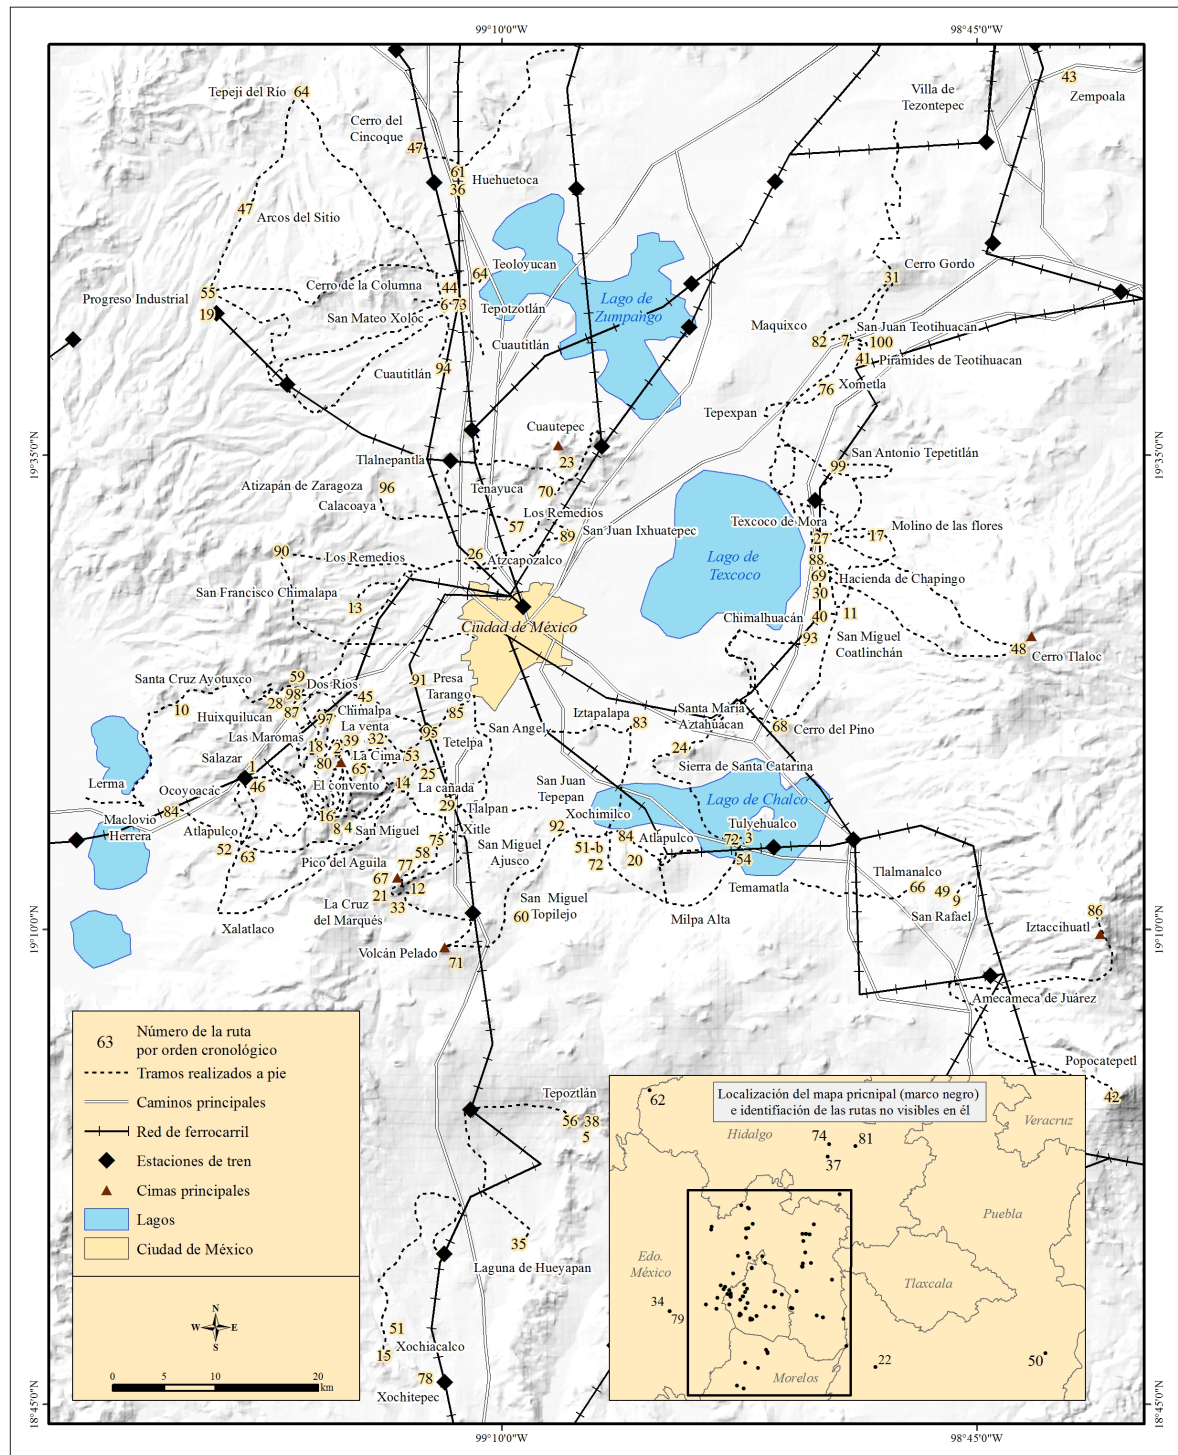 99°10'0"W
98°45'0"W
43
Zempoala
Villa de
Tezontepec
Tepeji del Río
64
Cerro del
Cincoque
47
61
36
Huehuetoca
47
Arcos del Sitio
Teoloyucan
64
Cerro de la Columna
44
55
Progreso Industrial
19
6
73
Tepotzotlán
San Mateo Xoloc
Lago de
Zumpango
Cerro Gordo
31
Maquixco
San Juan Teotihuacán
82
7
100
41
Pirámides de Teotihuacan
Cuautitlán
Cuautitlán
94
Xometla
76
Tepexpan
Cuautepec
23
19°35'0"N
19°35'0"N
Tlalnepantla
San Antonio Tepetitlán
99
Atizapán de Zaragoza
96
Calacoaya
Tenayuca
70
Los Remedios
57
San Juan Ixhuatepec
89
Texcoco de Mora
27
Molino de las flores
17
90
Los Remedios
26
Atzcapozalco
Lago de
Texcoco
88
69
Hacienda de Chapingo
30
San Francisco Chimalapa
13
Chimalhuacán
40
11
Ciudad de México
93
San Miguel
Coatlinchán
48
Cerro Tlaloc
Santa Cruz Ayotuxco
59
Dos Ríos
98
10
28
45
91
Presa
Tarango
Huixquilucan
87
97
Chimalpa
85
San Angel
Iztapalapa
83
Santa María
Aztahuacan
68
Cerro del Pino
La venta
Las Maromas
18
2
39
32
95
Tetelpa
24
Sierra de Santa Catarina
Salazar
1
80
La Cima
53
65
25
46
El convento
14
La cañada
Lerma
Ocoyoacac
San Juan
Tepepan
Lago de Chalco
29
Tlalpan
84
Maclovio
Herrera
16
Xochimilco
Atlapulco
8
4
San Miguel
75
Xitle
92
84
Atlapulco
Tulyehualco
72
3
52
63
58
San Miguel
Ajusco
51-b
72
20
54
Pico del Aguila
77
67
12
Temamatla
Tlalmanalco
66
49
9
21
La Cruz
del Marqués
33
San Miguel
Topilejo
60
Milpa Alta
San Rafael
86
Iztaccihuatl
Xalatlaco
19°10'0"N
19°10'0"N
Volcán Pelado
71
Amecameca de Juárez
Popocatepetl
42
Tepoztlán
56
38
5
35
Laguna de Hueyapan
51
Xochiacalco
15
78
Xochitepec
18°45'0"N
18°45'0"N
99°10'0"W
98°45'0"W
63
Número de la ruta
por orden cronológico
Tramos realizados a pie
Caminos principales
Red de ferrocarril
Estaciones de tren
Cimas principales
Lagos
Ciudad de México
N
W
E
S
0
5
10
20
km
Localización del mapa pricnipal (marco negro)
e identifiación de las rutas no visibles en él
62
Hidalgo
74
81
37
Veracruz
Puebla
Edo.
México
Tlaxcala
34
79
22
50
Morelos